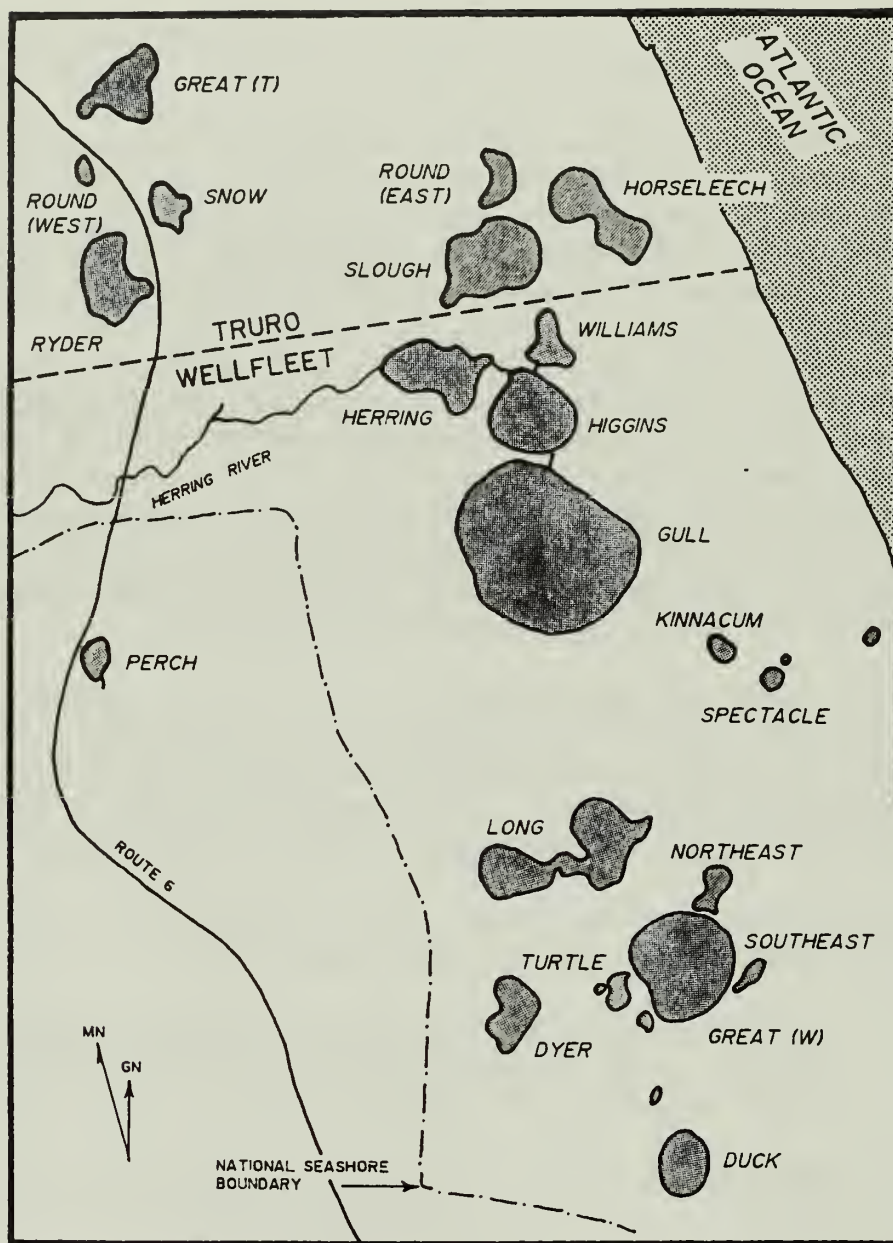 ATLANTIC
OCEAN
GREAT (T)
ROUND
(WEST)
SNOW
ROUND
(EAST)
HORSELEECH
SLOUGH
RYDER
TRURO
WELLFLEET
WILLIAMS
HERRING
HIGGINS
HERRING RIVER
GULL
KINNACUM
PERCH
SPECTACLE
LONG
NORTHEAST
ROUTE 6
SOUTHEAST
TURTLE
GREAT (W)
DYER
MN
GN
DUCK
NATIONAL SEASHORE
BOUNDARY